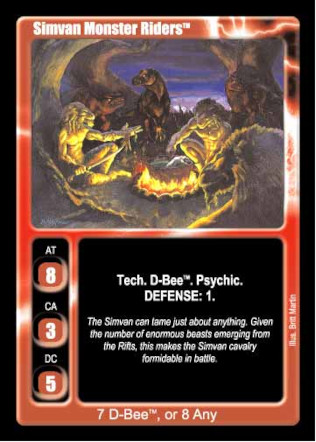 Simvan Monster Riders™
AT
8
CA
3
DC
5
Tech. D-Bee™. Psychic.
DEFENSE: 1.
The Simvan can tame just about anything. Given
the number of enormous beasts emerging from
the Rifts, this makes the Simvan cavalry
formidable in battle.
Illus. Britt Martin
7 D-Bee™, or 8 Any